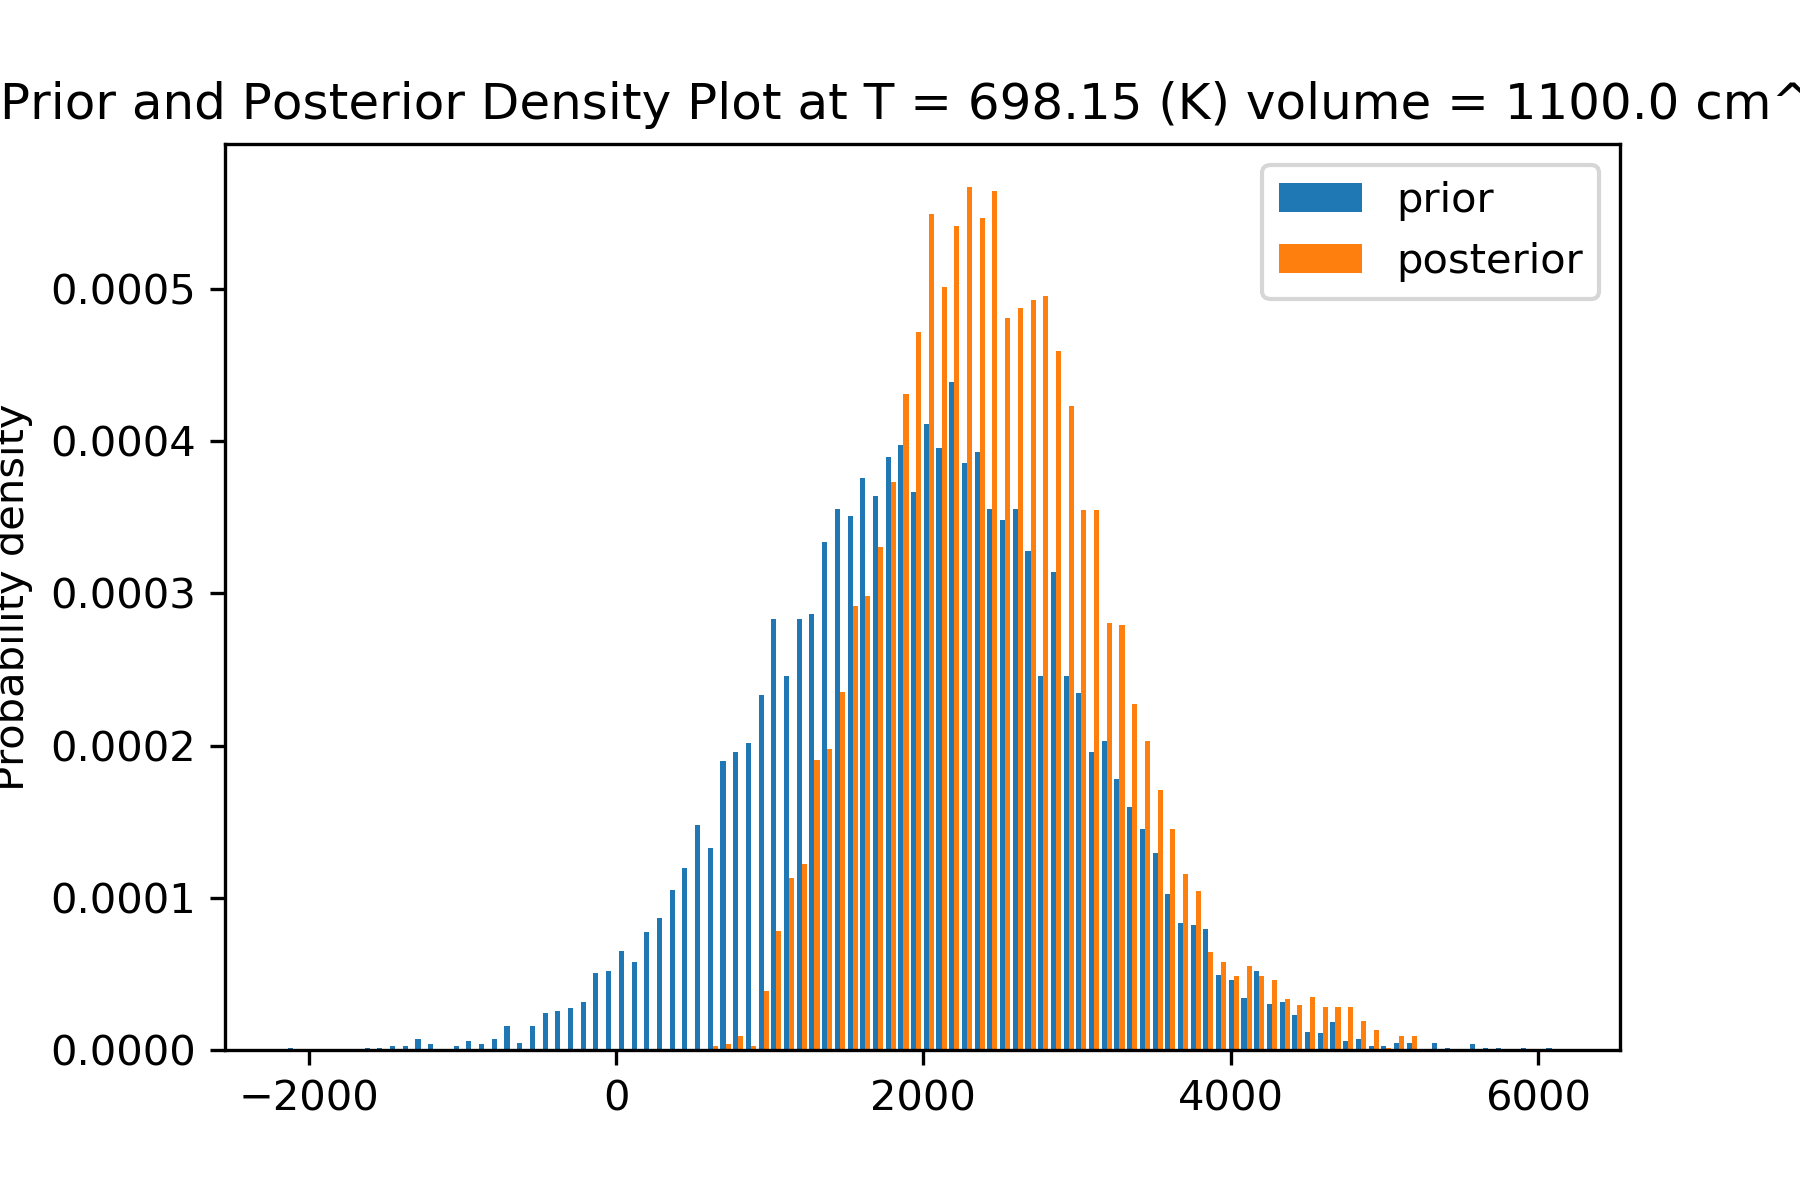 Prior and Posterior Density Plot at T = 698.15 (K) volume = 1100.0 cm^
prior
posterior
Probability density
0.0005
0.0004
0.0003
0.0002
0.0001
0.0000
−2000 0 2000 4000 6000